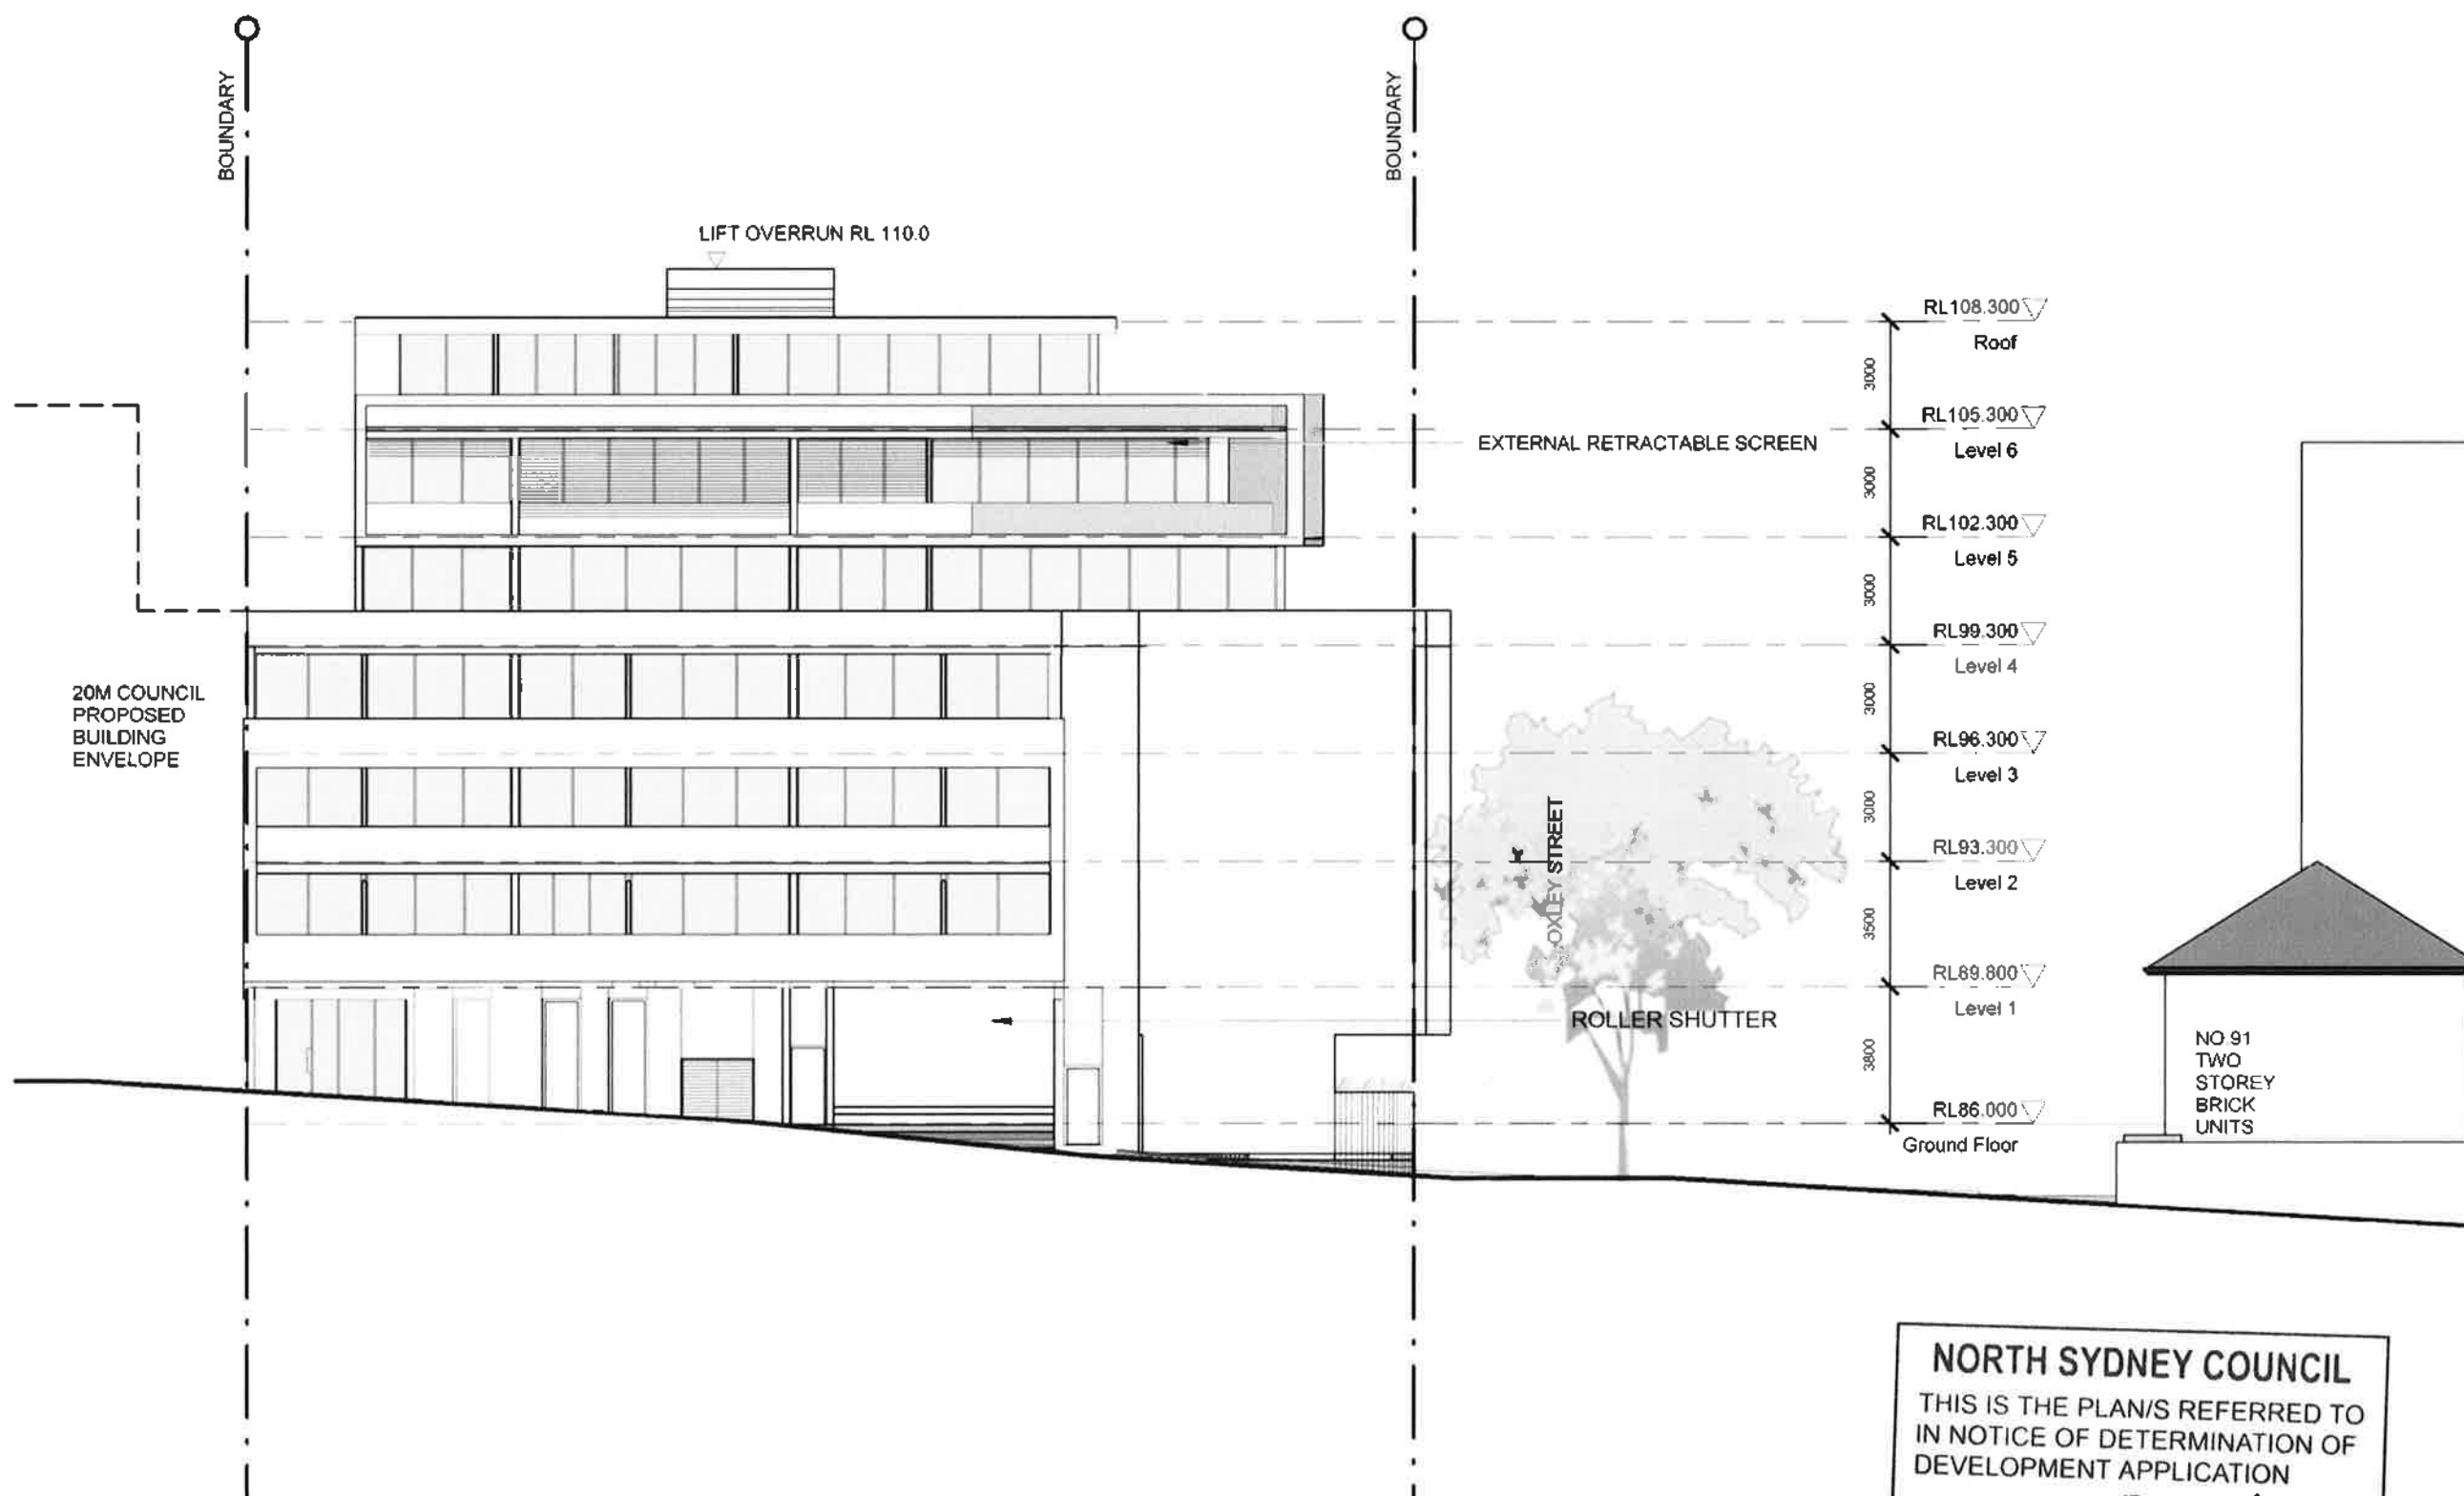 BOUNDARY
BOUNDARY
LIFT OVERRUN RL 110.0
RL108.300
Roof
3000
RL105.300
Level 6
EXTERNAL RETRACTABLE SCREEN
3000
RL102.300
Level 5
3000
RL99.300
Level 4
3000
RL96.300
Level 3
20M COUNCIL
PROPOSED
BUILDING
ENVELOPE
3000
RL93.300
Level 2
OXLEY STREET
3500
RL89.800
Level 1
ROLLER SHUTTER
3800
RL86.000
Ground Floor
NO 91
TWO
STOREY
BRICK
UNITS
NORTH SYDNEY COUNCIL
THIS IS THE PLAN/S REFERRED TO
IN NOTICE OF DETERMINATION OF
DEVELOPMENT APPLICATION